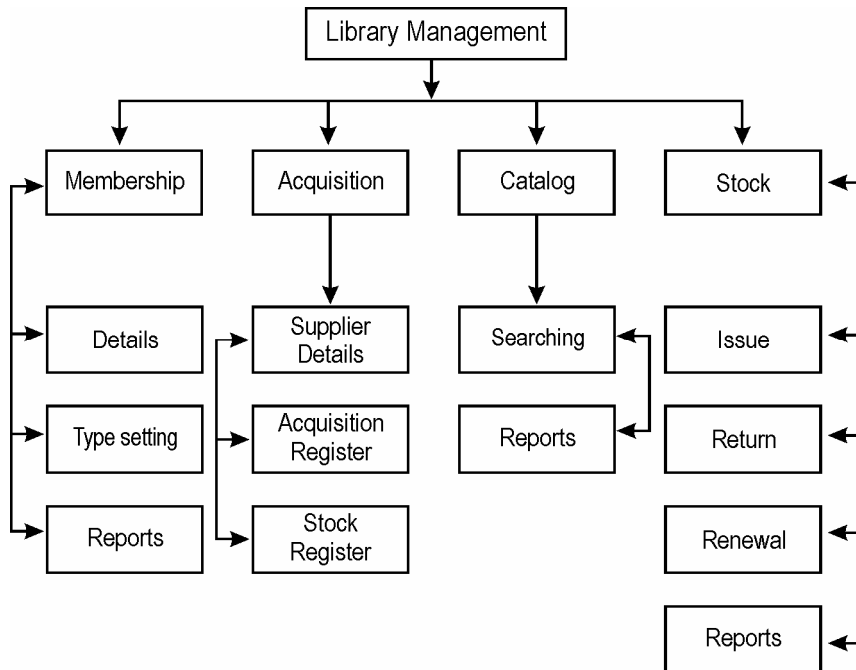 Library Management
Membership
Acquisition
Catalog
Stock
Details
Supplier
Details
Searching
Issue
Type setting
Acquisition
Register
Reports
Return
Reports
Stock
Register
Renewal
Reports